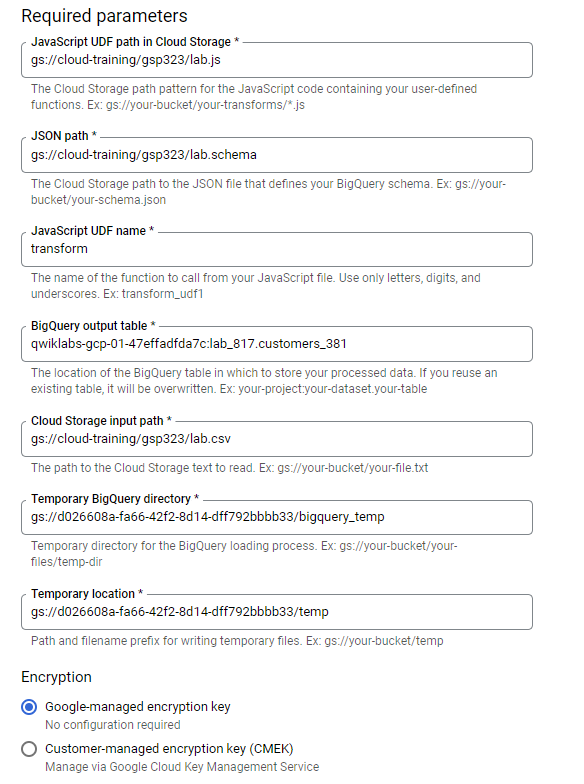 Required parameters
JavaScript UDF path in Cloud Storage *
gs://cloud-training/gsp323/lab.js
The Cloud Storage path pattern for the JavaScript code containing your user-defined
functions. Ex: gs://your-bucket/your-transforms/*.js
JSON path *
gs://cloud-training/gsp323/lab.schema
The Cloud Storage path to the JSON file that defines your BigQuery schema. Ex: gs://your-
bucket/your-schema.json
JavaScript UDF name *
transform
The name of the function to call from your JavaScript file. Use only letters, digits, and
underscores. Ex: transform_udf1
BigQuery output table *
qwiklabs-gcp-01-47effadfda7c:lab_817.customers_381
The location of the BigQuery table in which to store your processed data. If you reuse an
existing table, it will be overwritten. Ex: your-project:your-dataset.your-table
Cloud Storage input path *
gs://cloud-training/gsp323/lab.csv
The path to the Cloud Storage text to read. Ex: gs://your-bucket/your-file.txt
Temporary BigQuery directory *
gs://d026608a-fa66-42f2-8d14-dff792bbbb33/bigquery_temp
Temporary directory for the BigQuery loading process. Ex: gs://your-bucket/your-
files/temp-dir
Temporary location *
gs://d026608a-fa66-42f2-8d14-dff792bbbb33/temp
Path and filename prefix for writing temporary files. Ex: gs://your-bucket/temp
Encryption
Google-managed encryption key
No configuration required
Customer-managed encryption key (CMEK)
Manage via Google Cloud Key Management Service